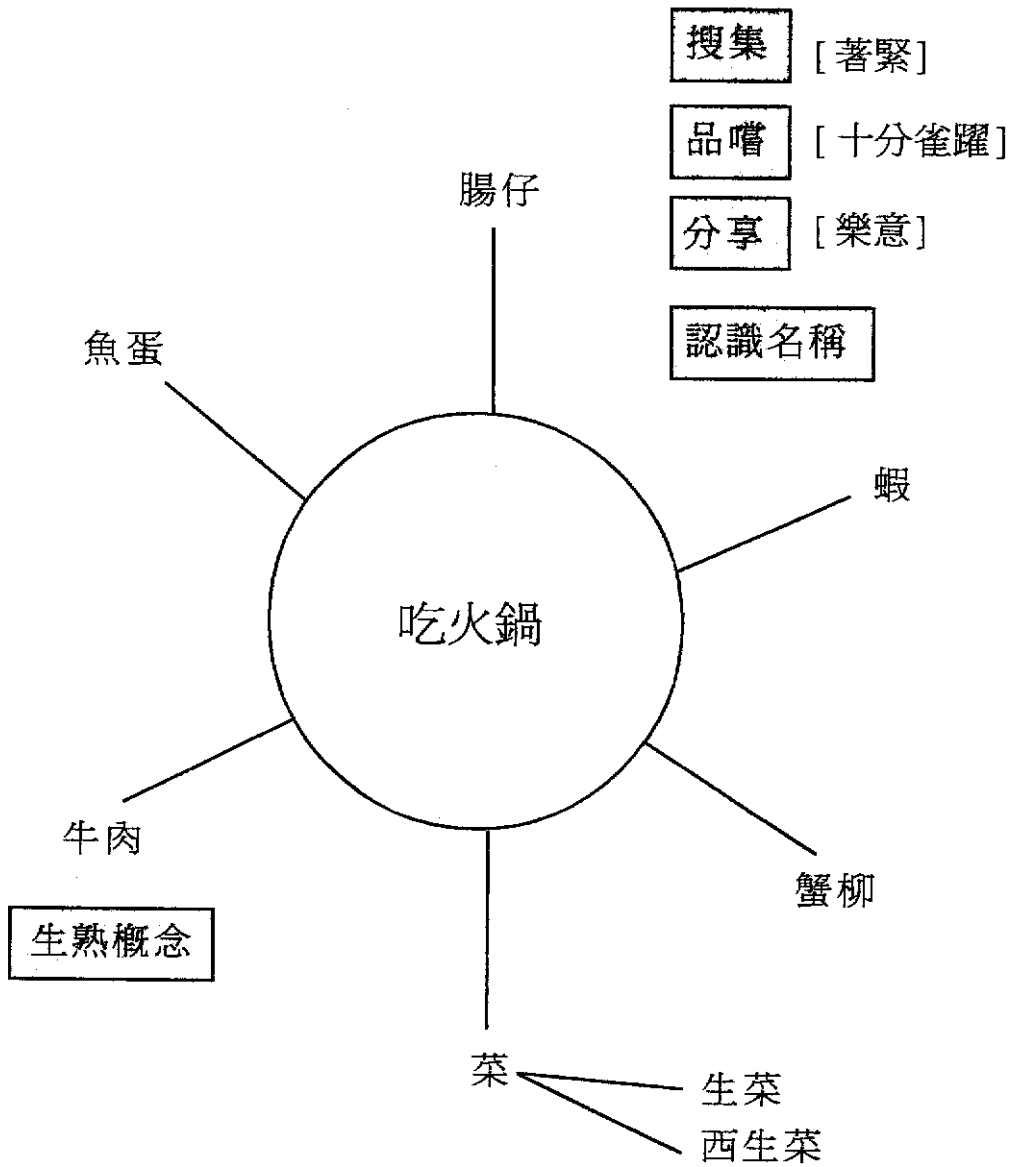 搜集 [著緊]
品嚐 [十分雀躍]
分享 [樂意]
認識名稱
腸仔
魚蛋
蝦
吃火鍋
牛肉
蟹柳
生熟概念
菜
生菜
西生菜